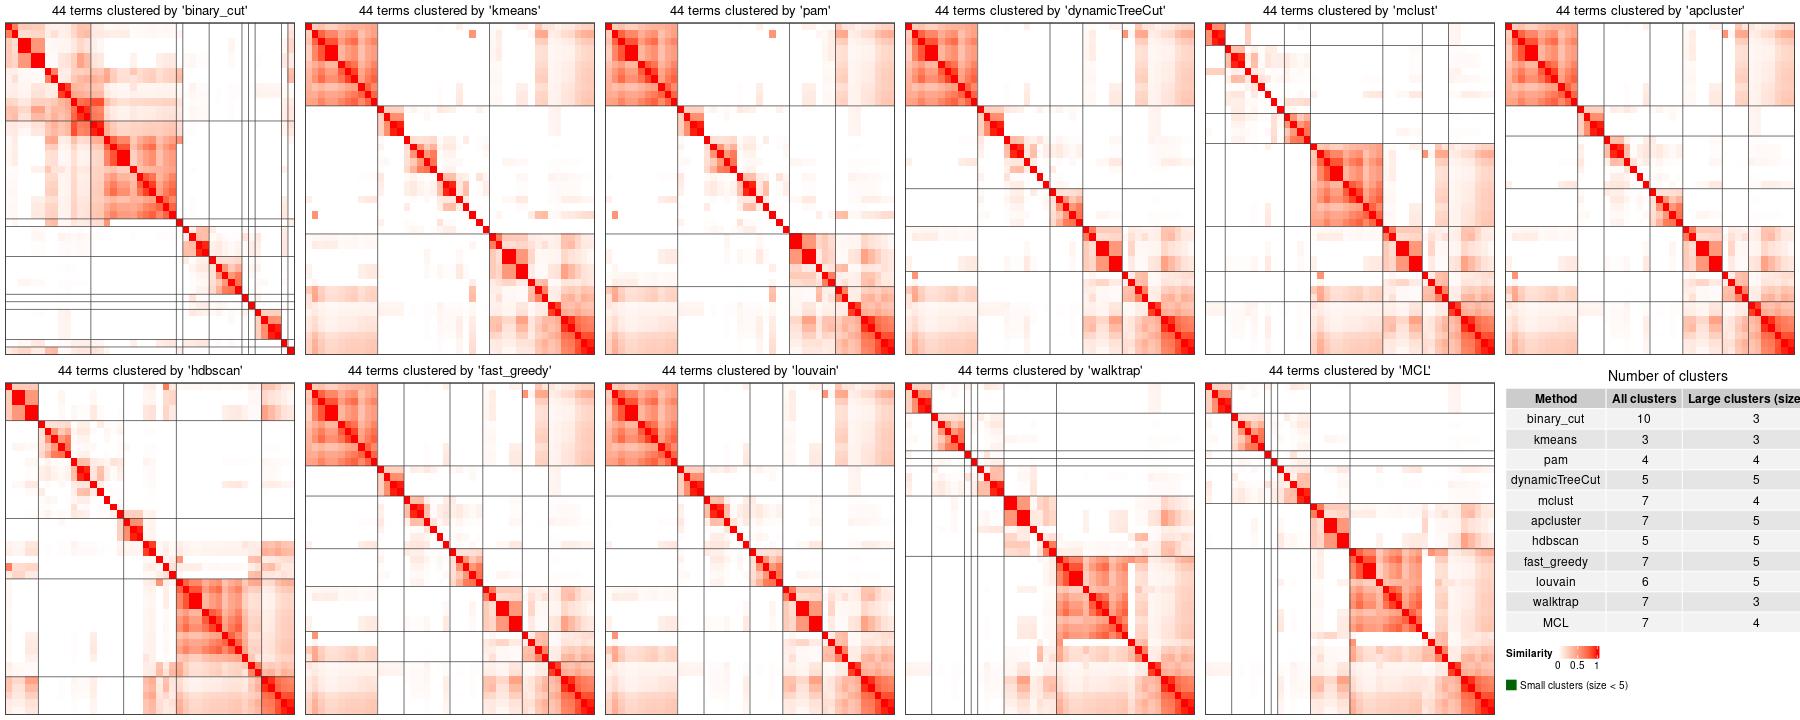 44 terms clustered by 'binary_cut'
44 terms clustered by 'kmeans'
44 terms clustered by 'pam'
44 terms clustered by 'dynamicTreeCut'
44 terms clustered by 'mclust'
44 terms clustered by 'apcluster'
44 terms clustered by 'hdbscan'
44 terms clustered by 'fast_greedy'
44 terms clustered by 'louvain'
44 terms clustered by 'walktrap'
44 terms clustered by 'MCL'
Number of clusters
Method All clusters Large clusters (size
binary_cut 10 3
kmeans 3 3
pam 4 4
dynamicTreeCut 5 5
mclust 7 4
apcluster 7 5
hdbscan 5 5
fast_greedy 7 5
louvain 6 5
walktrap 7 3
MCL 7 4
Similarity
0 0.5 1
Small clusters (size < 5)